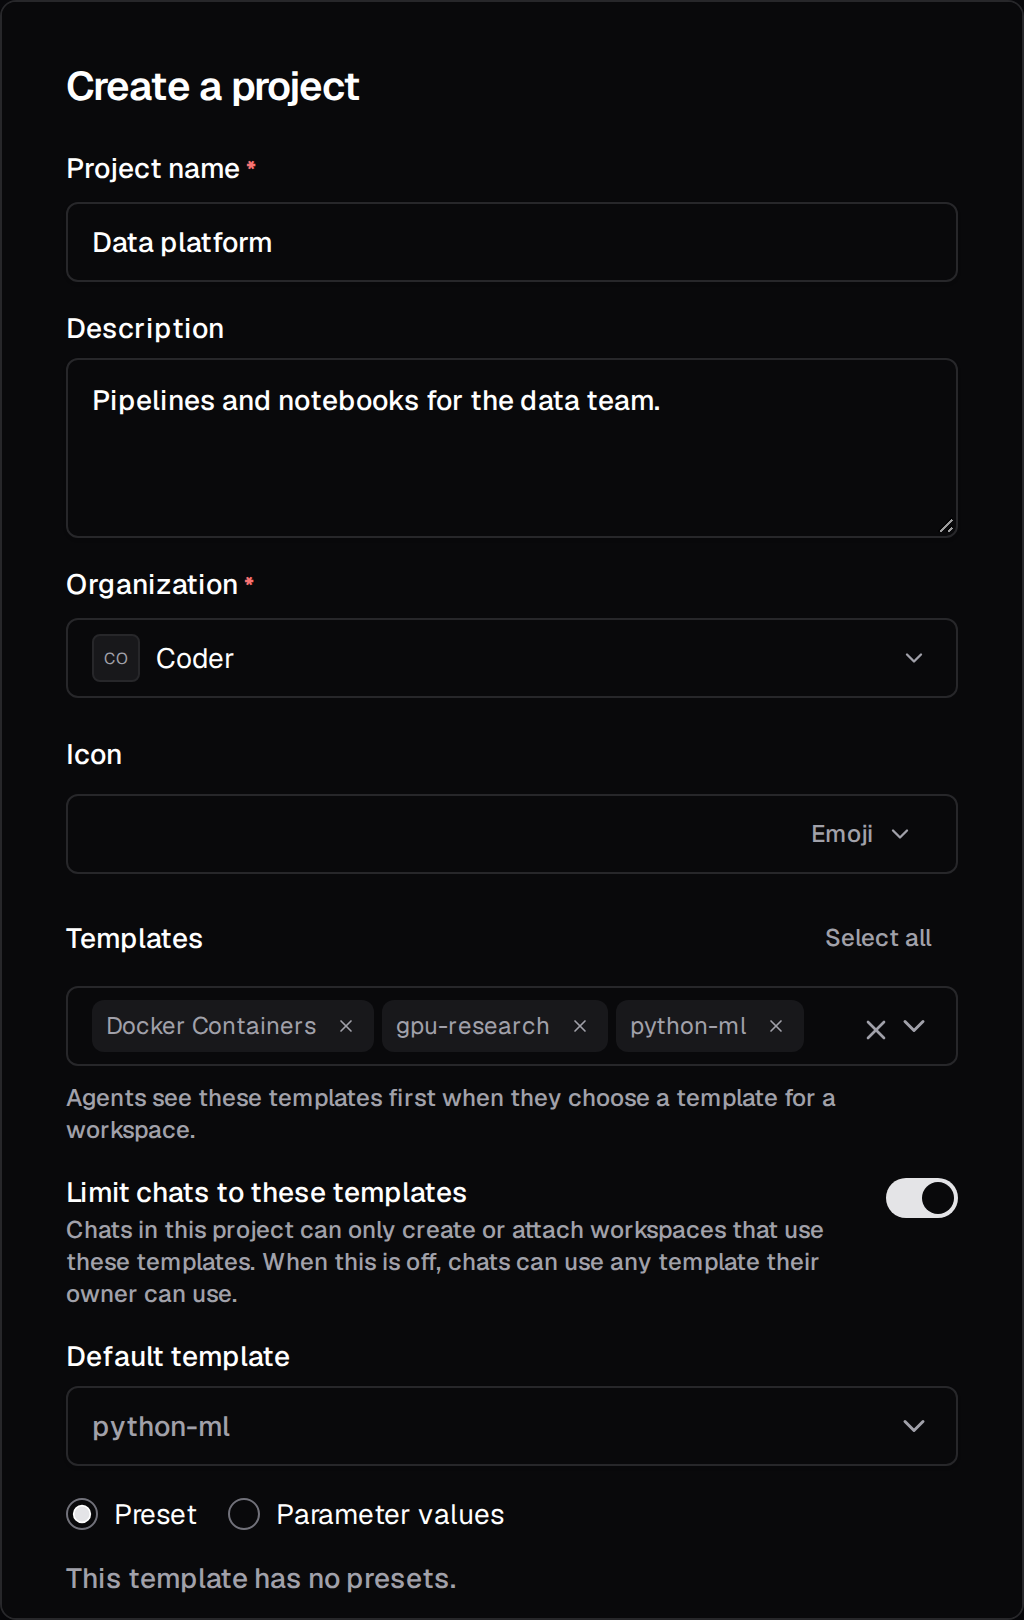 Create a project
Project name *
Data platform
Description
Pipelines and notebooks for the data team.
Organization *
CO Coder
Icon
Emoji
Templates Select all
Docker Containers gpu-research python-ml
Agents see these templates first when they choose a template for a
workspace.
Limit chats to these templates
Chats in this project can only create or attach workspaces that use
these templates. When this is off, chats can use any template their
owner can use.
Default template
python-ml
Preset Parameter values
This template has no presets.